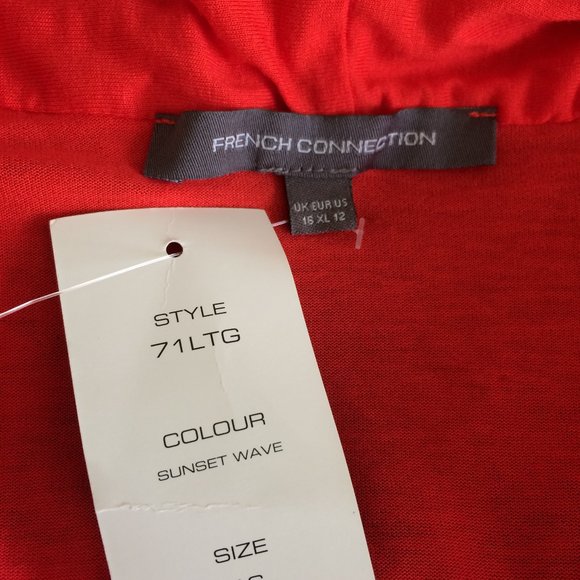 FRENCH CONNECTION
UK EUR US
16 XL 12
STYLE
71LTG
COLOUR
SUNSET WAVE
SIZE